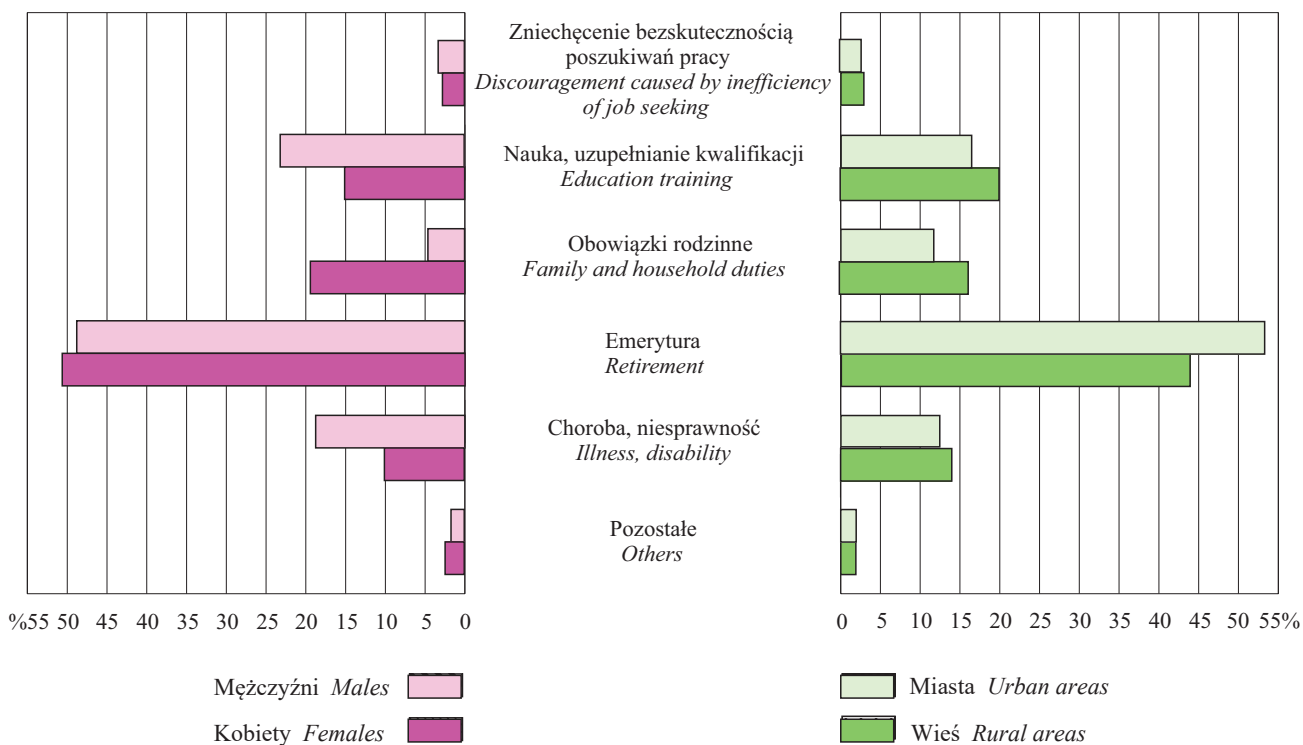 Zniechęcenie bezskutecznością
poszukiwań pracy
Discouragement caused by inefficiency
of job seeking
Nauka, uzupełnianie kwalifikacji
Education training
Obowiązki rodzinne
Family and household duties
Emerytura
Retirement
Choroba, niesprawność
Illness, disability
Pozostałe
Others
%55 50 45 40 35 30 25 20 15 10 5 0
0 5 10 15 20 25 30 35 40 45 50 55%
Mężczyźni Males
Kobiety Females
Miasta Urban areas
Wieś Rural areas